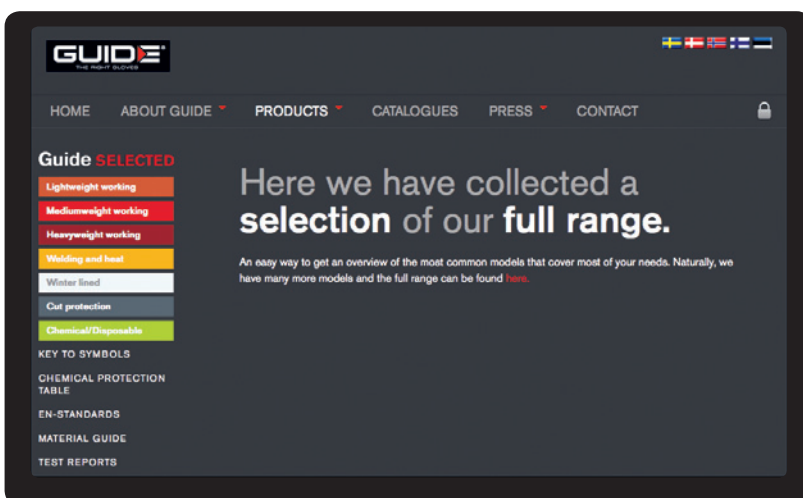 GUIDE
THE RIGHT GLOVES
HOME ABOUT GUIDE PRODUCTS CATALOGUES PRESS CONTACT
Guide SELECTED
Lightweight working
Mediumweight working
Heavyweight working
Welding and heat
Winter lined
Cut protection
Chemical/Disposable
KEY TO SYMBOLS
CHEMICAL PROTECTION
TABLE
EN-STANDARDS
MATERIAL GUIDE
TEST REPORTS
Here we have collected a
selection of our full range.
An easy way to get an overview of the most common models that cover most of your needs. Naturally, we
have many more models and the full range can be found here.